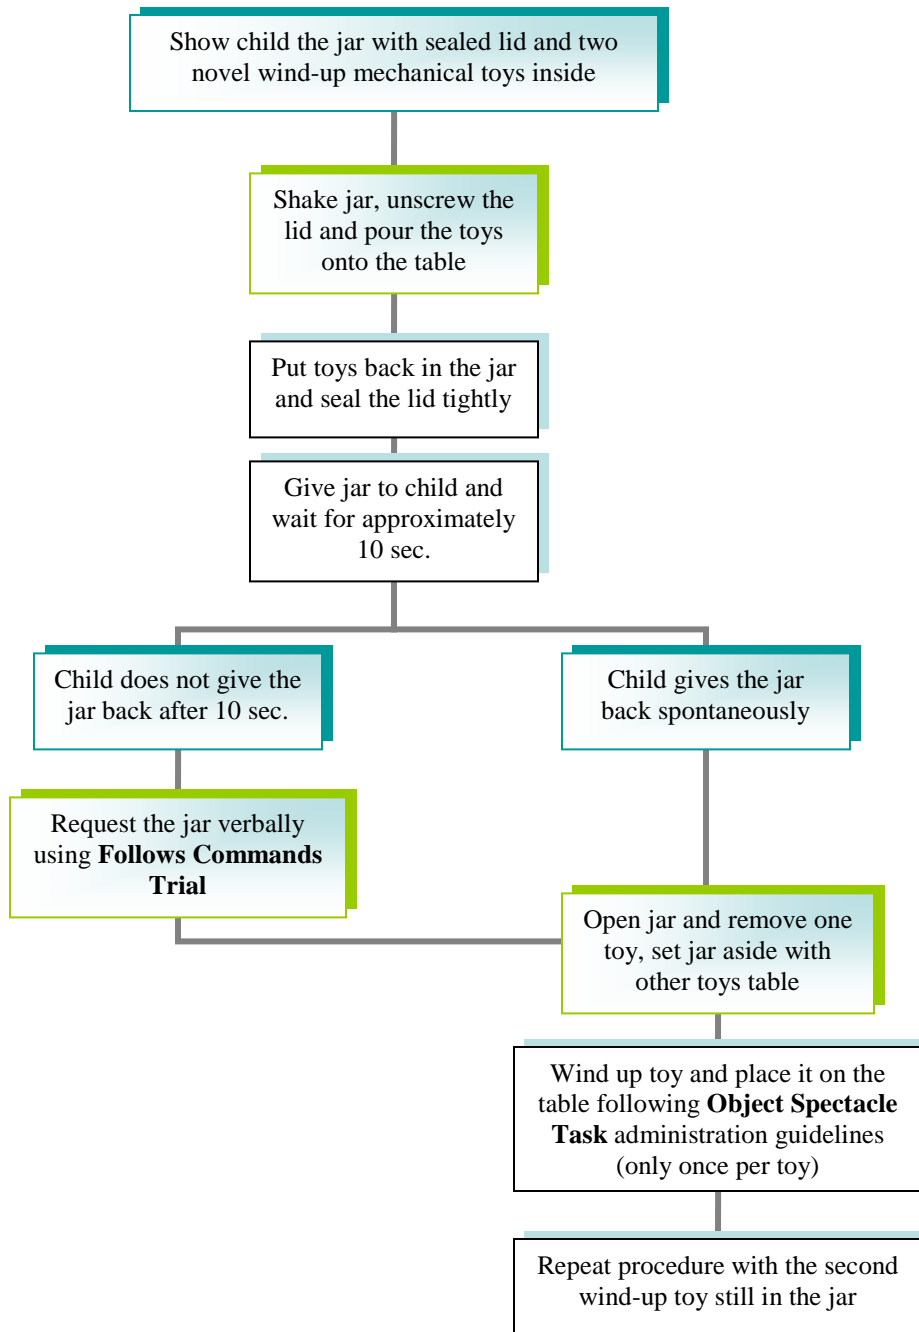 Show child the jar with sealed lid and two
novel wind-up mechanical toys inside
Shake jar, unscrew the
lid and pour the toys
onto the table
Put toys back in the jar
and seal the lid tightly
Give jar to child and
wait for approximately
10 sec.
Child does not give the
jar back after 10 sec.
Child gives the jar
back spontaneously
Request the jar verbally
using Follows Commands
Trial
Open jar and remove one
toy, set jar aside with
other toys table
Wind up toy and place it on the
table following Object Spectacle
Task administration guidelines
(only once per toy)
Repeat procedure with the second
wind-up toy still in the jar